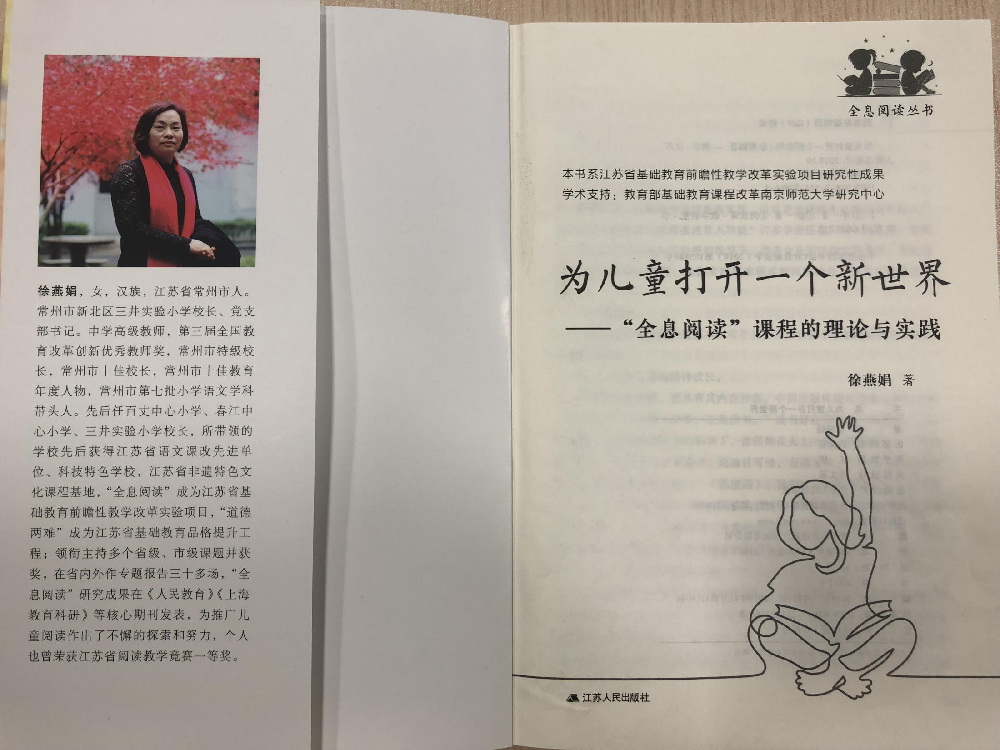 徐燕娟，女，汉族，江苏省常州市人。
常州市新北区三井实验小学校长、党支
部书记。中学高级教师，第三届全国教
育改革创新优秀教师奖，常州市特级校
长，常州市十佳校长，常州市十佳教育
年度人物，常州市第七批小学语文学科
带头人。先后任百丈中心小学、春江中
心小学、三井实验小学校长，所带领的
学校先后获得江苏省语文课改先进单
位、科技特色学校，江苏省非遗特色文
化课程基地，“全息阅读”成为江苏省基
础教育前瞻性教学改革实验项目，“道德
两难”成为江苏省基础教育品格提升工
程；领衔主持多个省级、市级课题并获
奖，在省内外作专题报告三十多场，“全
息阅读”研究成果在《人民教育》《上海
教育科研》等核心期刊发表，为推广儿
童阅读作出了不懈的探索和努力，个人
也曾荣获江苏省阅读教学竞赛一等奖。
全息阅读丛书
本书系江苏省基础教育前瞻性教学改革实验项目研究性成果
学术支持：教育部基础教育课程改革南京师范大学研究中心
为儿童打开一个新世界
——“全息阅读”课程的理论与实践
徐燕娟 著
江苏人民出版社